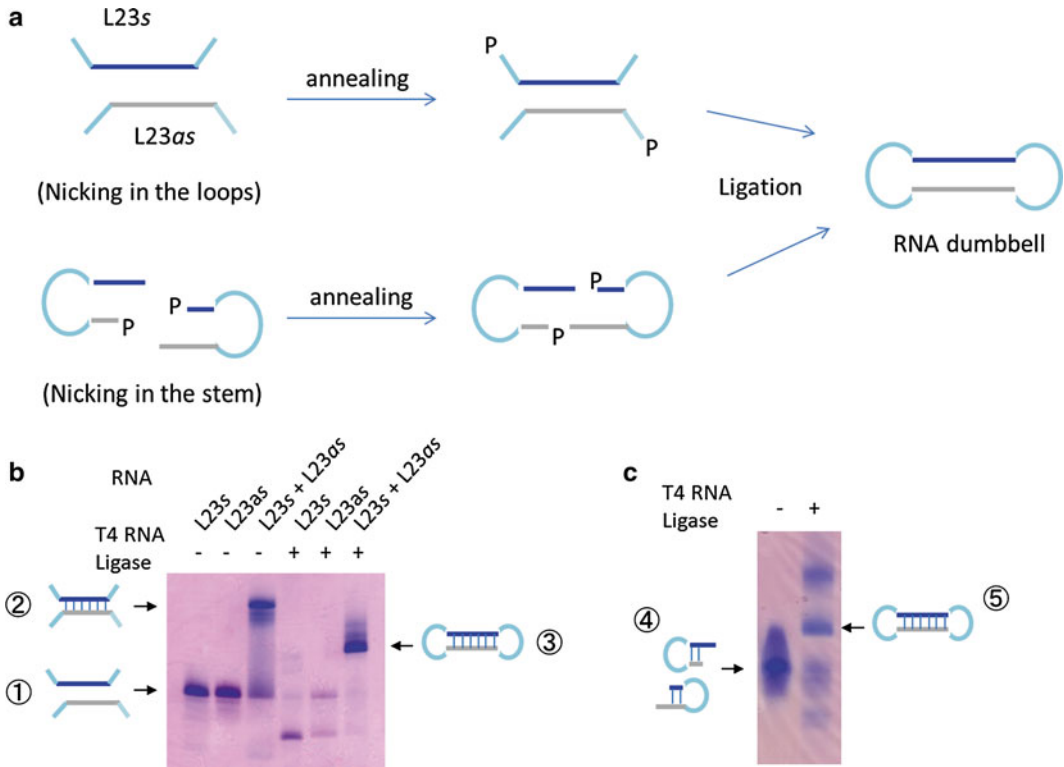 a
L23s
L23as
(Nicking in the loops)
annealing
P
P
Ligation
RNA dumbbell
P
P
(Nicking in the stem)
annealing
P
P
b
RNA
L23s
L23as
L23s + L23as
L23s
L23as
L23s + L23as
T4 RNA
Ligase
- - - + + +
②
①
③
c
T4 RNA
Ligase
- +
④
⑤